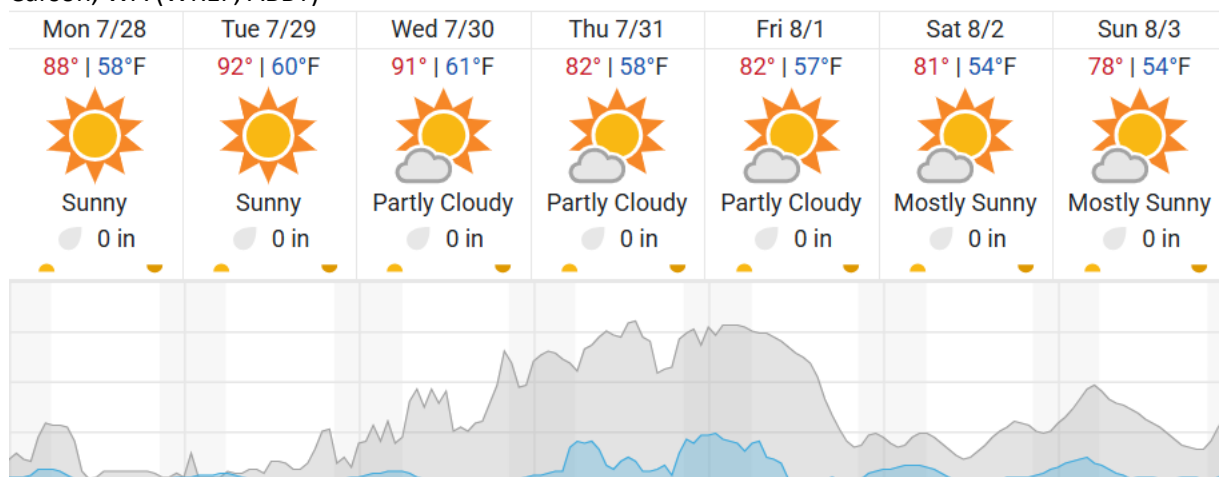 Mon 7/28 Tue 7/29 Wed 7/30 Thu 7/31 Fri 8/1 Sat 8/2 Sun 8/3
88° | 58°F 92° | 60°F 91° | 61°F 82° | 58°F 82° | 57°F 81° | 54°F 78° | 54°F
Sunny Sunny Partly Cloudy Partly Cloudy Partly Cloudy Mostly Sunny Mostly Sunny
0 in 0 in 0 in 0 in 0 in 0 in 0 in